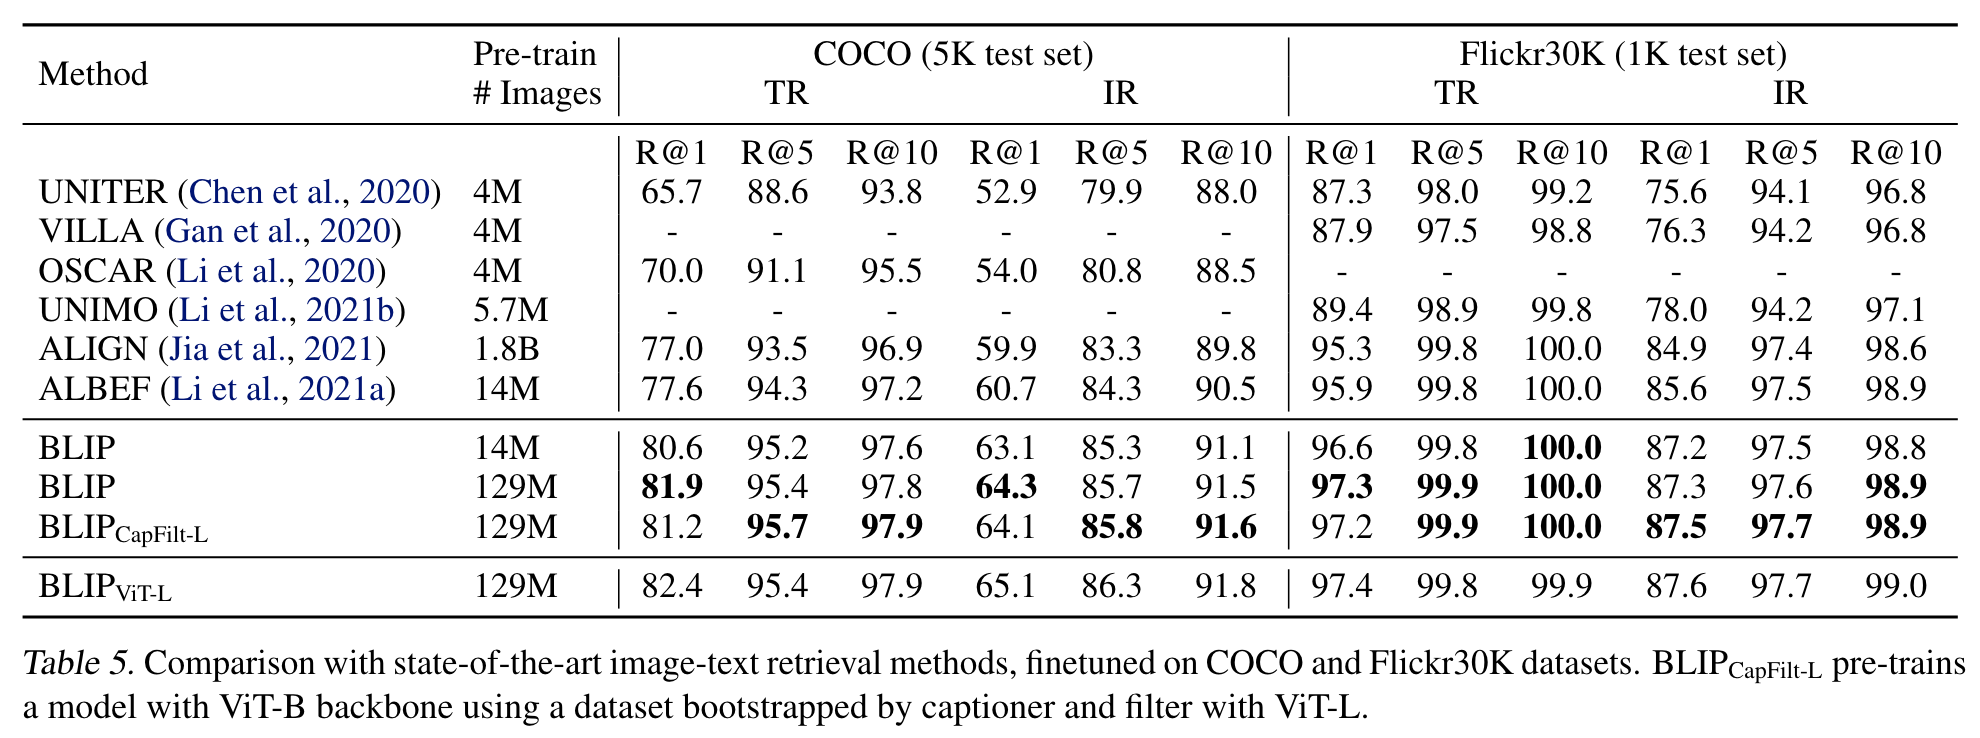 Method Pre-train # Images COCO (5K test set) Flickr30K (1K test set)
TR IR TR IR
R@1 R@5 R@10 R@1 R@5 R@10 R@1 R@5 R@10 R@1 R@5 R@10
UNITER (Chen et al., 2020) 4M 65.7 88.6 93.8 52.9 79.9 88.0 87.3 98.0 99.2 75.6 94.1 96.8
VILLA (Gan et al., 2020) 4M - - - - - - 87.9 97.5 98.8 76.3 94.2 96.8
OSCAR (Li et al., 2020) 4M 70.0 91.1 95.5 54.0 80.8 88.5 - - - - - -
UNIMO (Li et al., 2021b) 5.7M - - - - - - 89.4 98.9 99.8 78.0 94.2 97.1
ALIGN (Jia et al., 2021) 1.8B 77.0 93.5 96.9 59.9 83.3 89.8 95.3 99.8 100.0 84.9 97.4 98.6
ALBEF (Li et al., 2021a) 14M 77.6 94.3 97.2 60.7 84.3 90.5 95.9 99.8 100.0 85.6 97.5 98.9
BLIP 14M 80.6 95.2 97.6 63.1 85.3 91.1 96.6 99.8 100.0 87.2 97.5 98.8
BLIP 129M 81.9 95.4 97.8 64.3 85.7 91.5 97.3 99.9 100.0 87.3 97.6 98.9
BLIPCapFilt-L 129M 81.2 95.7 97.9 64.1 85.8 91.6 97.2 99.9 100.0 87.5 97.7 98.9
BLIPViT-L 129M 82.4 95.4 97.9 65.1 86.3 91.8 97.4 99.8 99.9 87.6 97.7 99.0
Table 5. Comparison with state-of-the-art image-text retrieval methods, finetuned on COCO and Flickr30K datasets. BLIPCapFilt-L pre-trains
a model with ViT-B backbone using a dataset bootstrapped by captioner and filter with ViT-L.